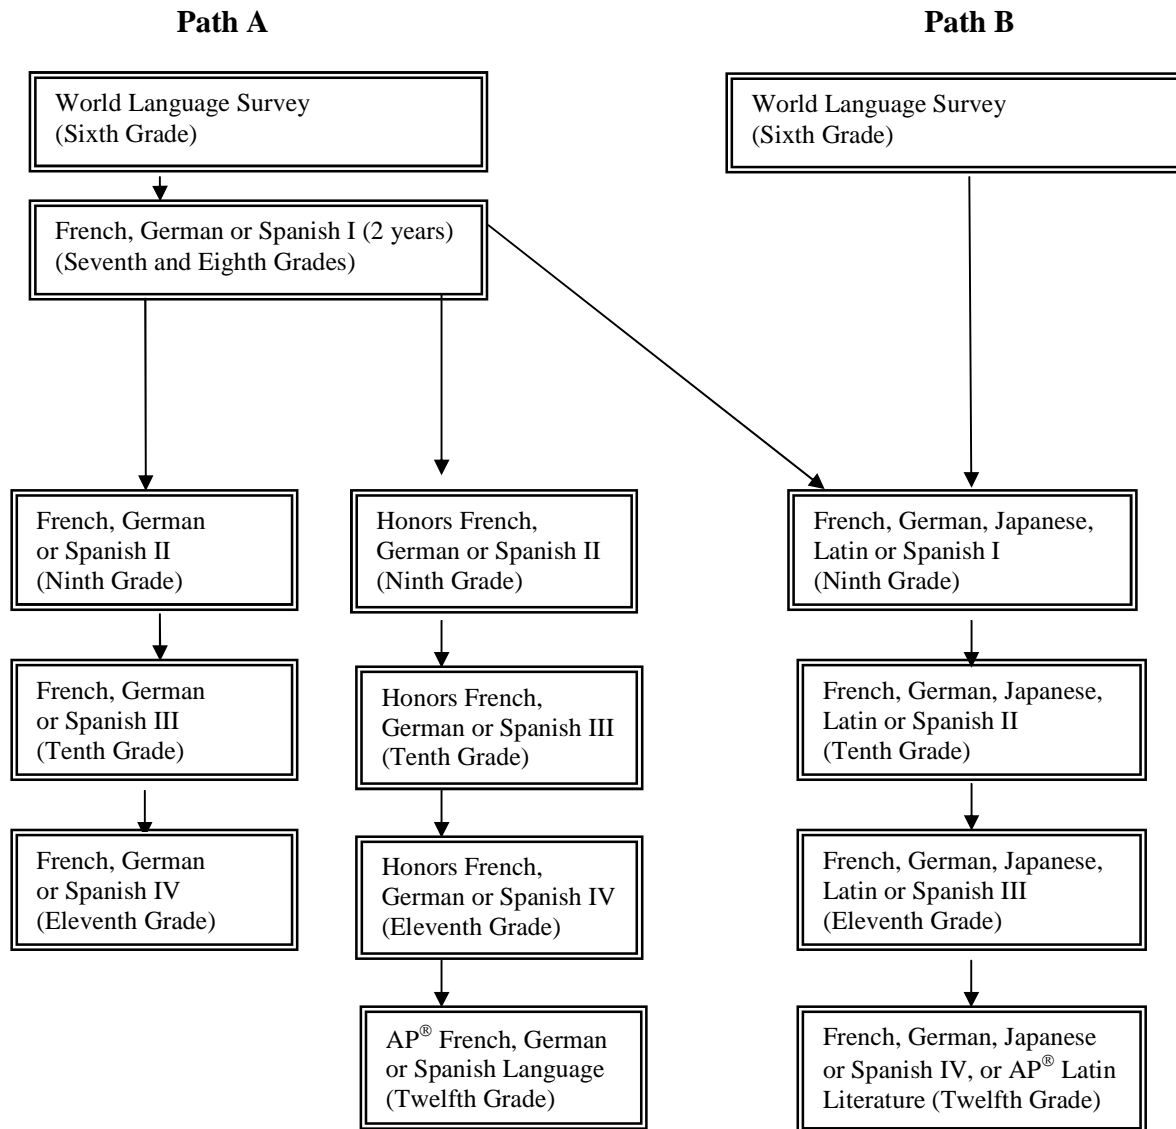 Path A
Path B
World Language Survey
(Sixth Grade)
World Language Survey
(Sixth Grade)
French, German or Spanish I (2 years)
(Seventh and Eighth Grades)
French, German
or Spanish II
(Ninth Grade)
Honors French,
German or Spanish II
(Ninth Grade)
French, German, Japanese,
Latin or Spanish I
(Ninth Grade)
French, German
or Spanish III
(Tenth Grade)
Honors French,
German or Spanish III
(Tenth Grade)
French, German, Japanese,
Latin or Spanish II
(Tenth Grade)
French, German
or Spanish IV
(Eleventh Grade)
Honors French,
German or Spanish IV
(Eleventh Grade)
French, German, Japanese,
Latin or Spanish III
(Eleventh Grade)
AP® French, German
or Spanish Language
(Twelfth Grade)
French, German, Japanese
or Spanish IV, or AP® Latin
Literature (Twelfth Grade)